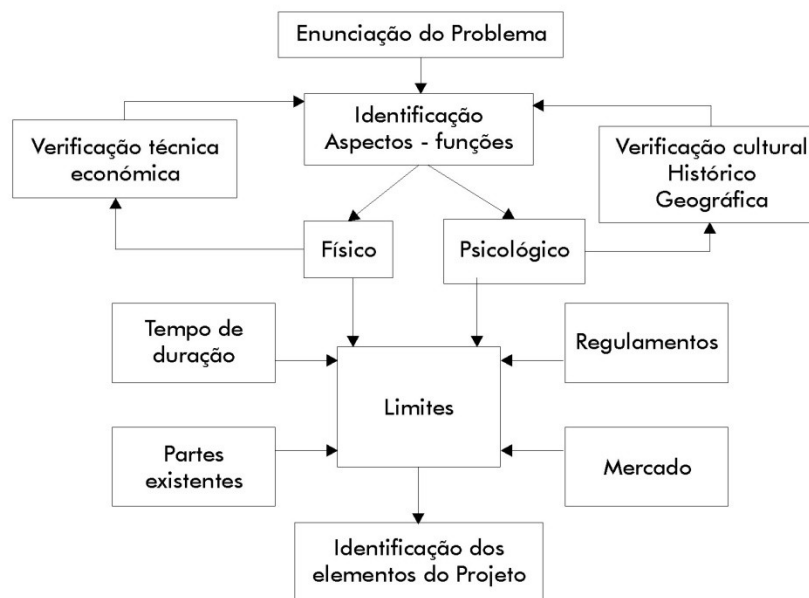 Enunciação do Problema
Identificação
Aspectos - funções
Verificação técnica
económica
Verificação cultural
Histórico
Geográfica
Físico
Psicológico
Tempo de
duração
Regulamentos
Limites
Partes
existentes
Mercado
Identificação dos
elementos do Projeto